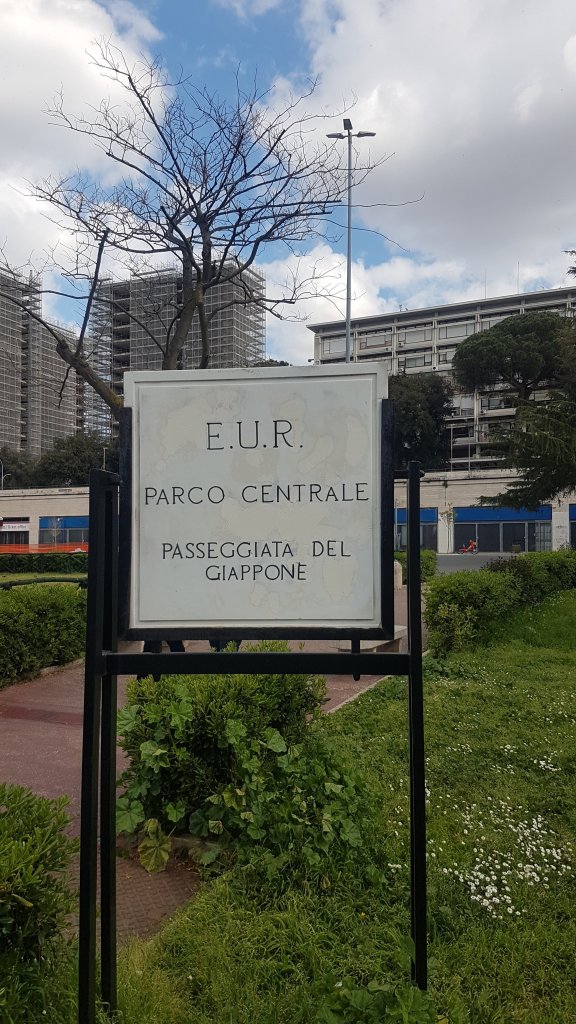 E.U.R.
PARCO CENTRALE
PASSEGGIATA DEL
GIAPPONE